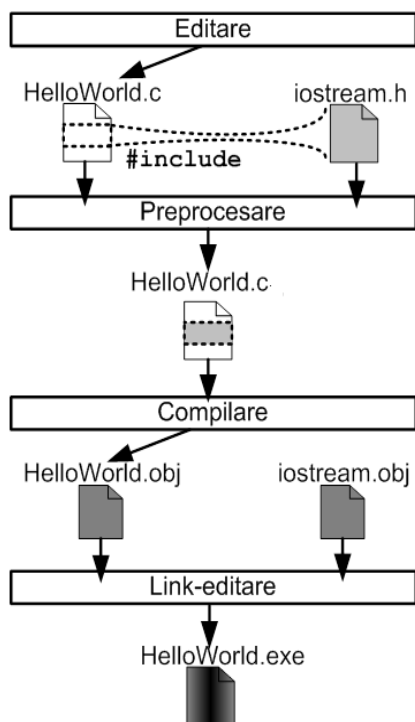 Editare
HelloWorld.c
iostream.h
#include
Preprocesare
HelloWorld.c
Compilare
HelloWorld.obj
iostream.obj
Link-editare
HelloWorld.exe